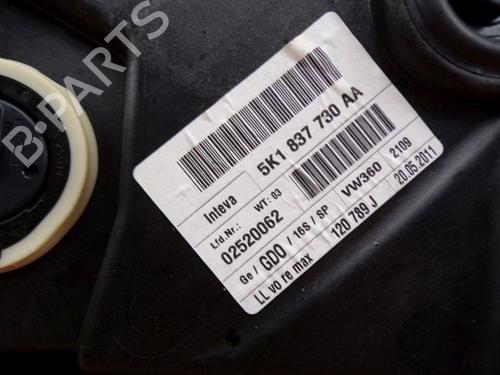 B-PARTS
5K1 837 730 AA
Inteva WT: 03
Lfd.Nr.: 02520062
Ge / GDO / 16S / SP VW360 2109
LL vo re max 120 789 J 20.05.2011